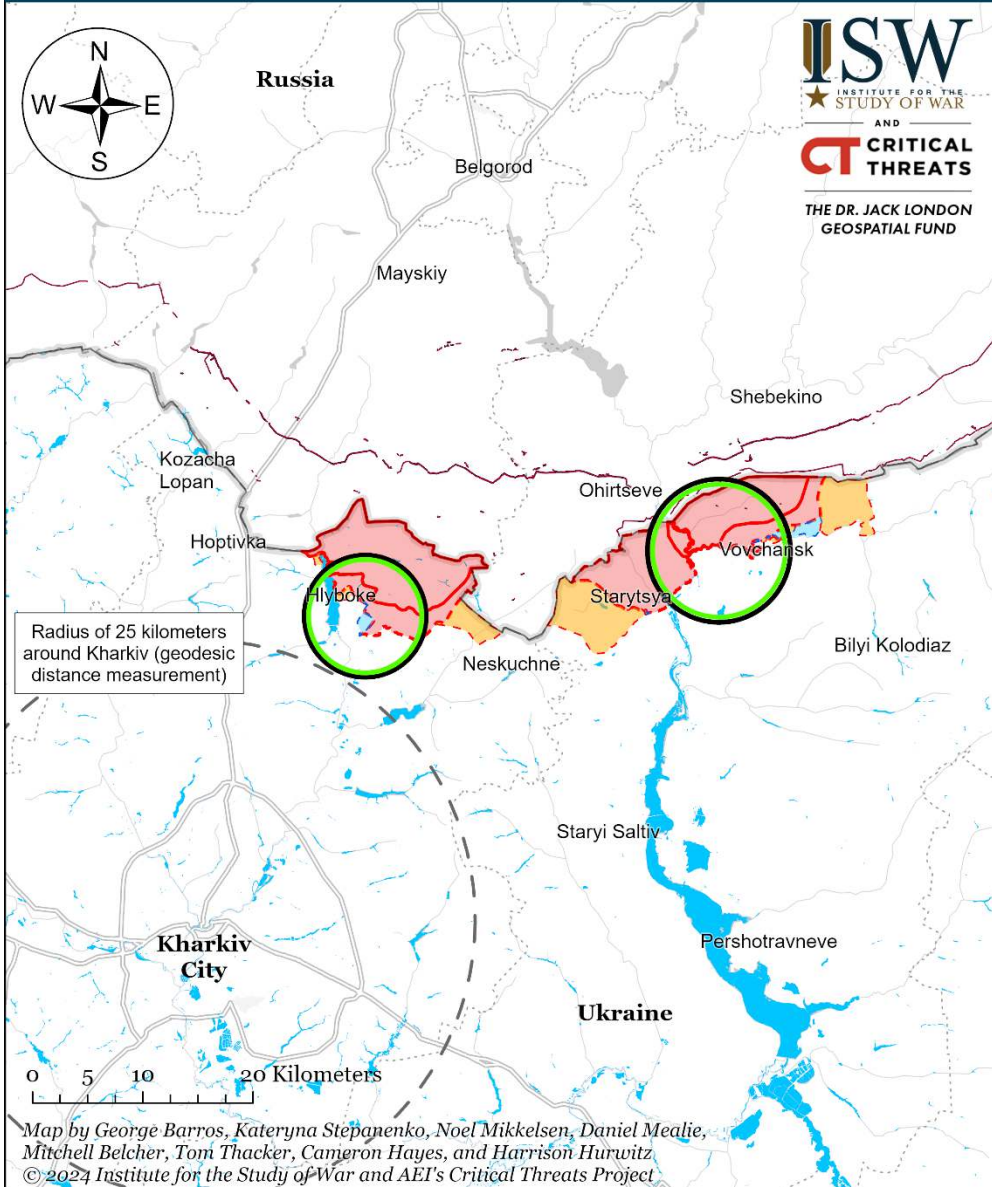 N
W E
S
Russia
ISW
INSTITUTE FOR THE
STUDY OF WAR
AND
CT CRITICAL
THREATS
THE DR. JACK LONDON
GEOSPATIAL FUND
Belgorod
Mayskiy
Shebekino
Kozacha
Lopan
Ohirtseve
Hoptivka
Vovchansk
Hlyboke
Starytsya
Radius of 25 kilometers
around Kharkiv (geodesic
distance measurement)
Neskuchne
Bilyi Kolodiaz
Staryi Saltiv
Kharkiv
City
Pershotravneve
Ukraine
0 5 10 20 Kilometers
Map by George Barros, Kateryna Stepanenko, Noel Mikkelsen, Daniel Mealie,
Mitchell Belcher, Tom Thacker, Cameron Hayes, and Harrison Hurwitz
© 2024 Institute for the Study of War and AEI's Critical Threats Project